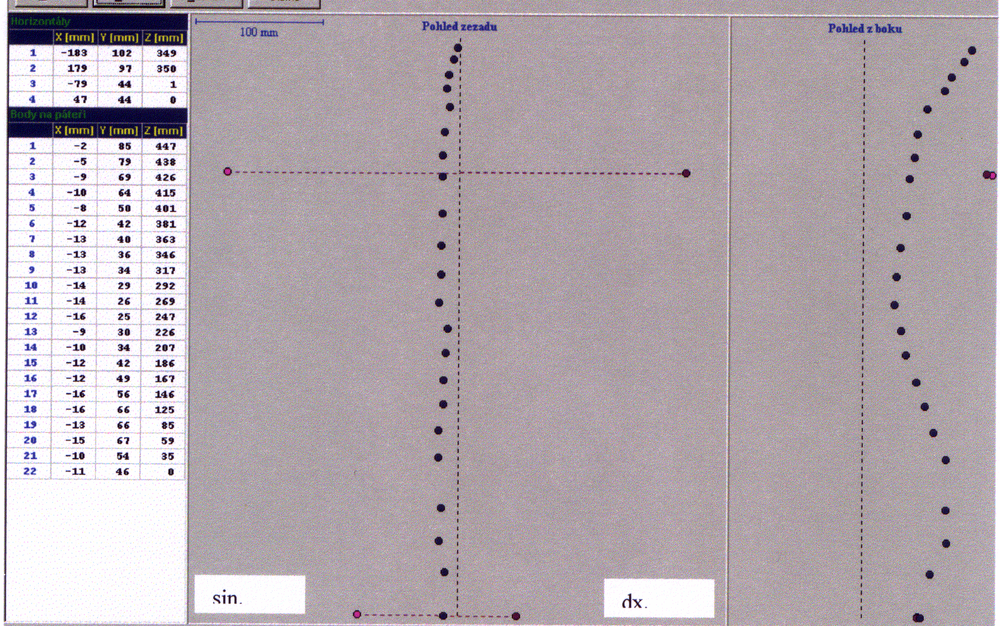 Horizontály
X [mm] Y [mm] Z [mm]
1 -183 102 349
2 179 97 350
3 -79 44 1
4 47 44 0
Body na páteři
X [mm] Y [mm] Z [mm]
1 -2 85 447
2 -5 79 438
3 -9 69 426
4 -10 64 415
5 -8 50 401
6 -12 42 381
7 -13 40 363
8 -13 36 346
9 -13 34 317
10 -14 29 292
11 -14 26 269
12 -16 25 247
13 -9 30 226
14 -10 34 207
15 -12 42 186
16 -12 49 167
17 -16 56 146
18 -16 66 125
19 -13 66 85
20 -15 67 59
21 -10 54 35
22 -11 46 0
100 mm
Pohled zezadu
sin.
dx.
Pohled z boku